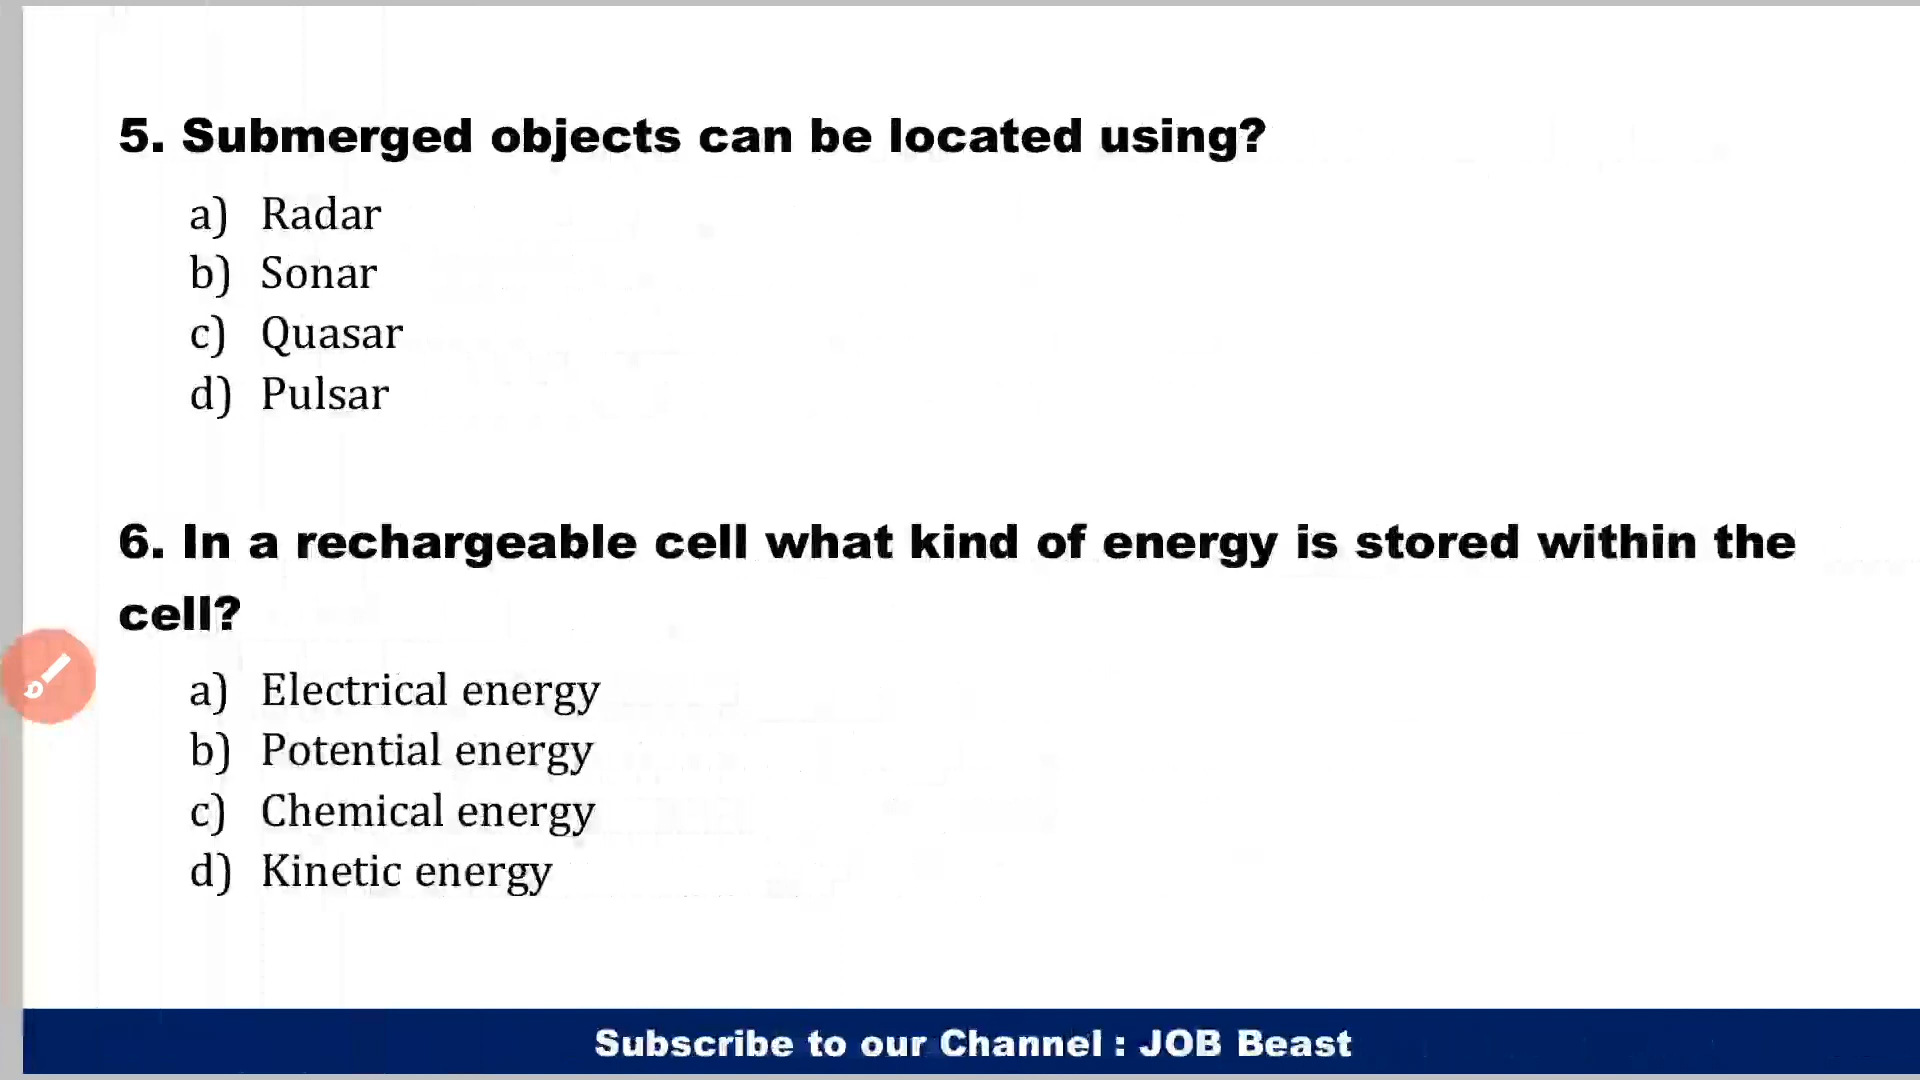 5. Submerged objects can be located using?
a) Radar
b) Sonar
c) Quasar
d) Pulsar
6. In a rechargeable cell what kind of energy is stored within the
cell?
a) Electrical energy
b) Potential energy
c) Chemical energy
d) Kinetic energy
Subscribe to our Channel : JOB Beast